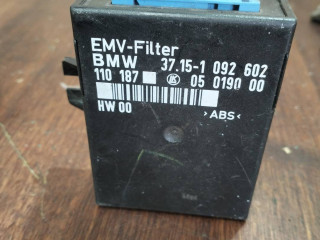 EMV-Filter
BMW 37.15-1 092 602
110 187 05 0190 00
HW 00 >ABS<